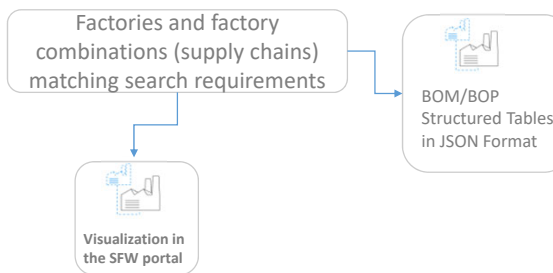 Factories and factory
combinations (supply chains)
matching search requirements
BOM/BOP
Structured Tables
in JSON Format
Visualization in
the SFW portal